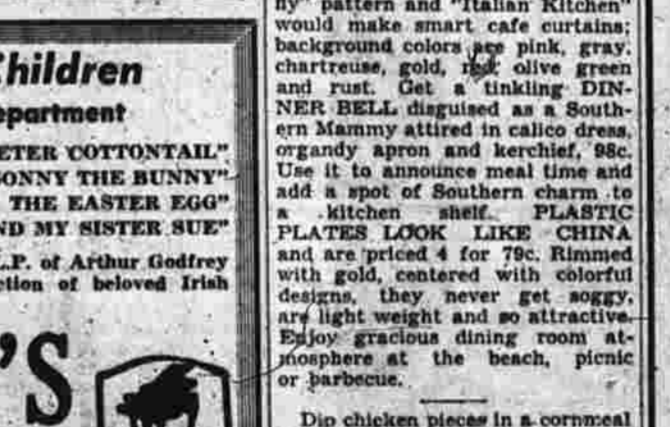 Children
epartment
ETER COTTONTAIL"
ONNY THE BUNNY"
THE EASTER EGG"
ND MY SISTER SUE"
L.P. of Arthur Godfrey
ction of beloved Irish
'S
ny" pattern and "Italian Kitchen"
would make smart cafe curtains;
background colors are pink, gray,
chartreuse, gold, red, olive green
and rust. Get a tinkling DIN-
NER BELL disguised as a South-
ern Mammy attired in calico dress,
organdy apron and kerchief, 98c.
Use it to announce meal time and
add a spot of Southern charm to
a kitchen shelf. PLASTIC
PLATES LOOK LIKE CHINA
and are priced 4 for 79c. Rimmed
with gold, centered with colorful
designs, they never get soggy,
are light weight and so attractive.
Enjoy gracious dining room at-
mosphere at the beach, picnic
or barbecue.
Dip chicken pieces in a cornmeal